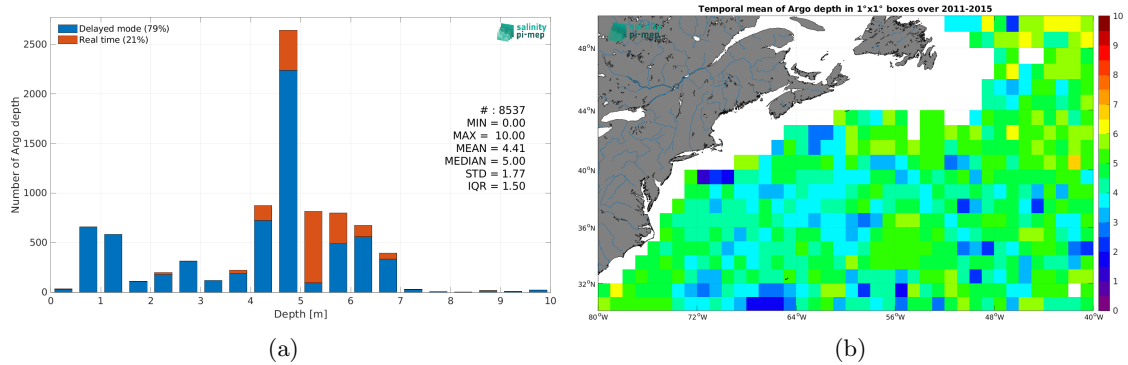 Delayed mode (79%)
Real time (21%)
salinity
pi-mep
# : 8537
MIN = 0.00
MAX = 10.00
MEAN = 4.41
MEDIAN = 5.00
STD = 1.77
IQR = 1.50
Number of Argo depth
2500
2000
1500
1000
500
0
0 1 2 3 4 5 6 7 8 9 10
Depth [m]
(a)
Temporal mean of Argo depth in 1°x1° boxes over 2011-2015
salinity
pi-mep
48°N
44°N
40°N
36°N
32°N
80°W 72°W 64°W 56°W 48°W 40°W
10
9
8
7
6
5
4
3
2
1
0
(b)